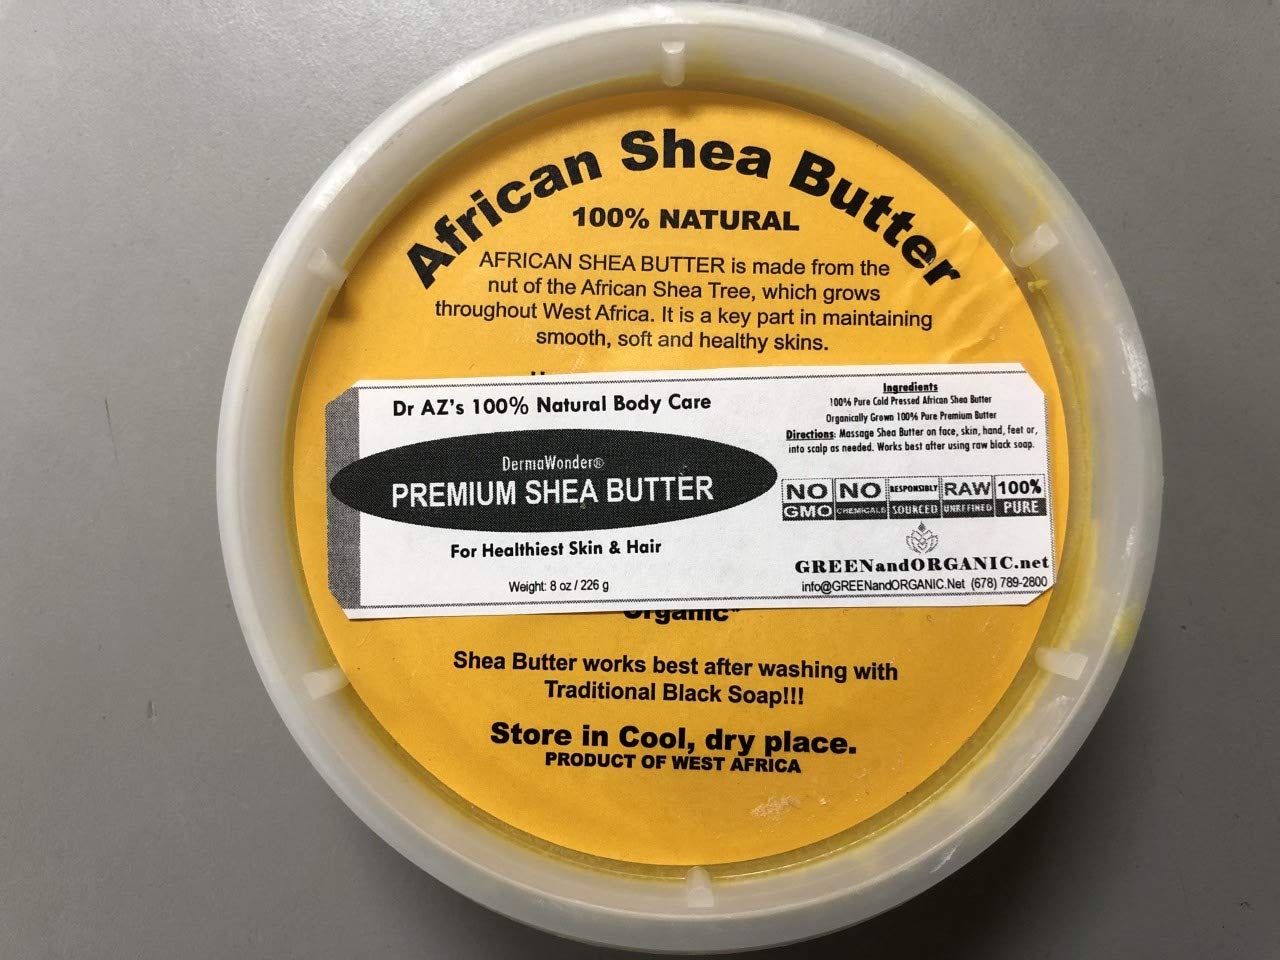 African Shea Butter
100% NATURAL
AFRICAN SHEA BUTTER is made from the
nut of the African Shea Tree, which grows
throughout West Africa. It is a key part in maintaining
smooth, soft and healthy skins.
Dr AZ's 100% Natural Body Care
DermaWonder®
PREMIUM SHEA BUTTER
For Healthiest Skin & Hair
Weight: 8 oz / 226 g
Ingredients
100% Pure Cold Pressed African Shea Butter
Organically Grown 100% Pure Premium Butter
Directions: Massage Shea Butter on face, skin, hand, feet or,
into scalp as needed. Works best after using raw black soap.
NO GMO
NO CHEMICALS
RESPONSIBLY SOURCED
RAW UNREFINED
100% PURE
GREENandORGANIC.net
info@GREENandORGANIC.Net (678) 789-2800
Organic"
Shea Butter works best after washing with
Traditional Black Soap!!!
Store in Cool, dry place.
PRODUCT OF WEST AFRICA